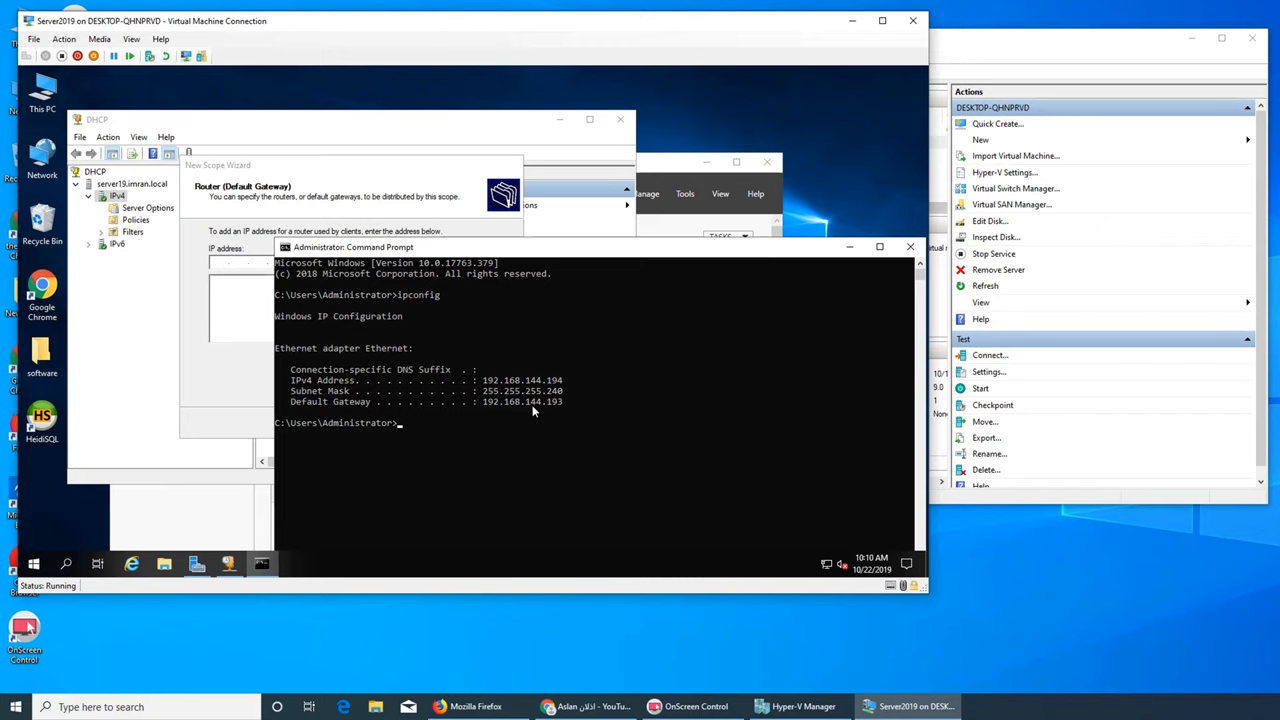 Server2019 on DESKTOP-QHNPRVD - Virtual Machine Connection
File Action Media View Help
This PC
Network
Recycle Bin
Google Chrome
software
HeidiSQL
DHCP
File Action View Help
DHCP
server19.imran.local
IPv4
Server Options
Policies
Filters
IPv6
New Scope Wizard
Router (Default Gateway)
You can specify the routers, or default gateways, to be distributed by this scope.
To add an IP address for a router used by clients, enter the address below.
IP address:
Tools View Help
Administrator: Command Prompt
Microsoft Windows [Version 10.0.17763.379]
(c) 2018 Microsoft Corporation. All rights reserved.
C:\Users\Administrator>ipconfig
Windows IP Configuration
Ethernet adapter Ethernet:
Connection-specific DNS Suffix . :
IPv4 Address. . . . . . . . . . . : 192.168.144.194
Subnet Mask . . . . . . . . . . . : 255.255.255.240
Default Gateway . . . . . . . . . : 192.168.144.193
C:\Users\Administrator>_
10:10 AM
10/22/2019
Status: Running
Actions
DESKTOP-QHNPRVD
Quick Create...
New
Import Virtual Machine...
Hyper-V Settings...
Virtual Switch Manager...
Virtual SAN Manager...
Edit Disk...
Inspect Disk...
Stop Service
Remove Server
Refresh
View
Help
Test
Connect...
Settings...
Start
Checkpoint
Move...
Export...
Rename...
Delete...
Help
OnScreen Control
Type here to search
Mozilla Firefox
Aslan اذلان - YouTu...
OnScreen Control
Hyper-V Manager
Server2019 on DESK...